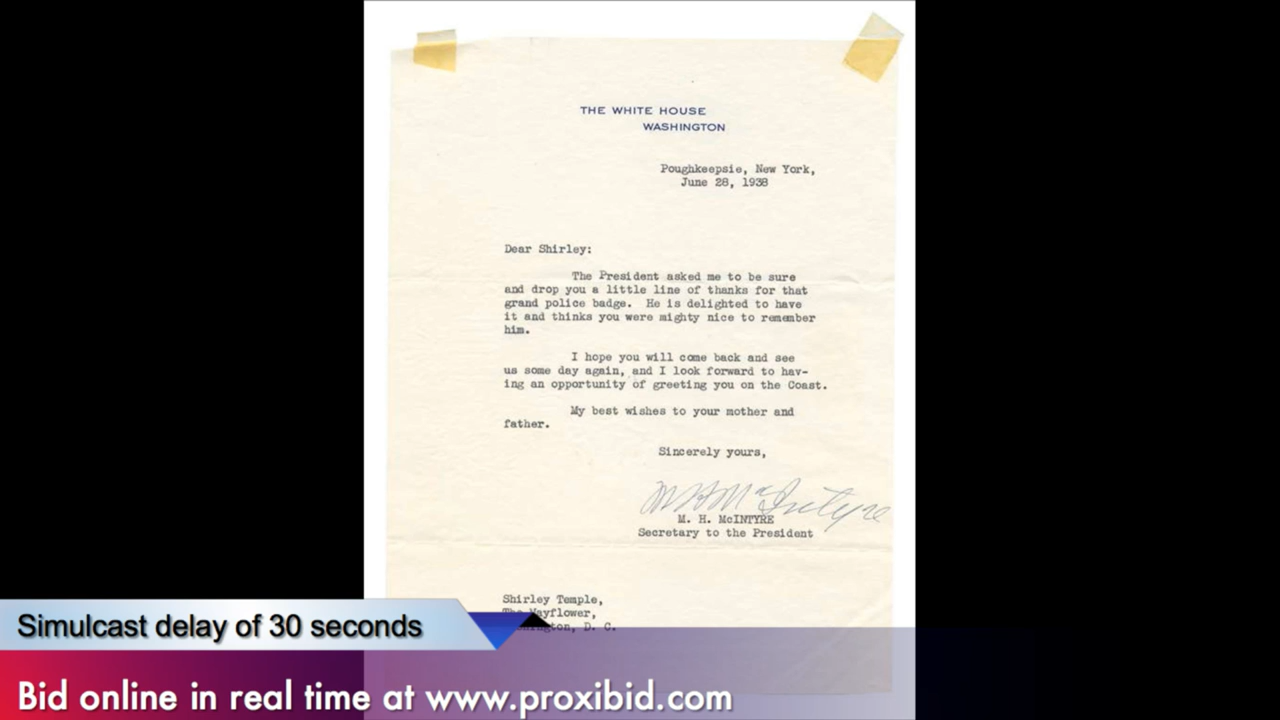 THE WHITE HOUSE
WASHINGTON
Poughkeepsie, New York,
June 28, 1938
Dear Shirley:
The President asked me to be sure
and drop you a little line of thanks for that
grand police badge. He is delighted to have
it and thinks you were mighty nice to remember
him.
I hope you will come back and see
us some day again, and I look forward to hav-
ing an opportunity of greeting you on the Coast.
My best wishes to your mother and
father.
Sincerely yours,
M H McIntyre
M. H. McINTYRE
Secretary to the President
Shirley Temple,
The Mayflower,
Washington, D. C.
Simulcast delay of 30 seconds
Bid online in real time at www.proxibid.com